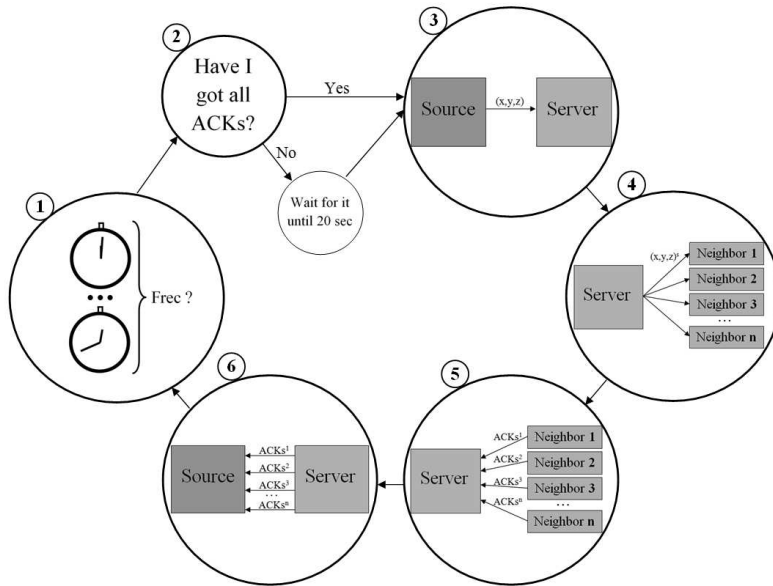 1
Frec ?
2
Have I
got all
ACKs?
Yes
No
Wait for it
until 20 sec
3
Source
(x,y,z)
Server
4
Server
(x,y,z)
Neighbor 1
Neighbor 2
Neighbor 3
...
Neighbor n
5
Server
ACKs¹
ACKs²
ACKs³
ACKsⁿ
Neighbor 1
Neighbor 2
Neighbor 3
...
Neighbor n
6
Source
ACKs¹
ACKs²
ACKs³
...
ACKsⁿ
Server